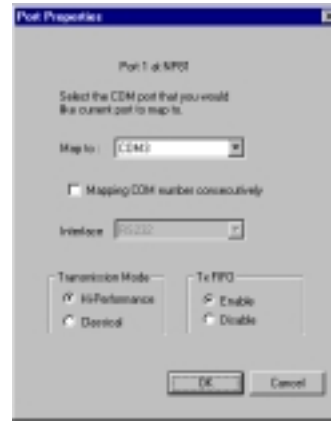 Port Properties
Port 1 at NP81
Select the COM port that you would
like current port to map to.
Map to : COM3
Mapping COM number consecutively
Interface RS232
Transmission Mode
Hi-Performance
Classical
Tx FIFO
Enable
Disable
OK
Cancel